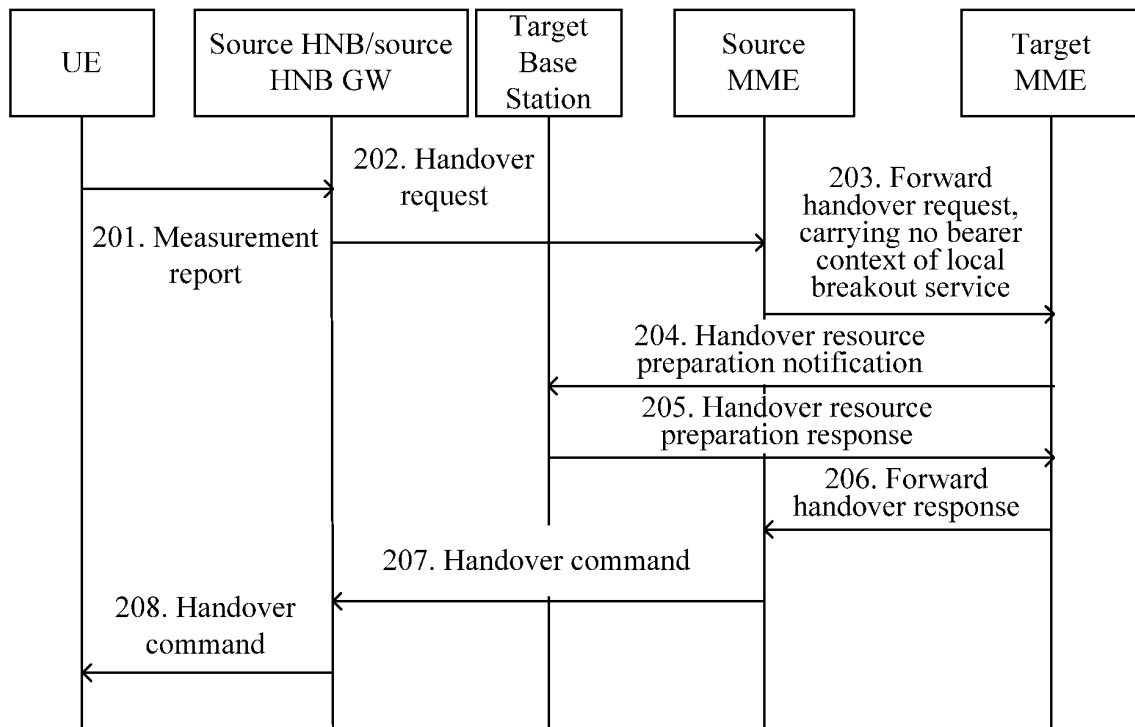 UE
Source HNB/source
HNB GW
Target
Base
Station
Source
MME
Target
MME
202. Handover
request
201. Measurement
report
203. Forward
handover request,
carrying no bearer
context of local
breakout service
204. Handover resource
preparation notification
205. Handover resource
preparation response
206. Forward
handover response
207. Handover command
208. Handover
command